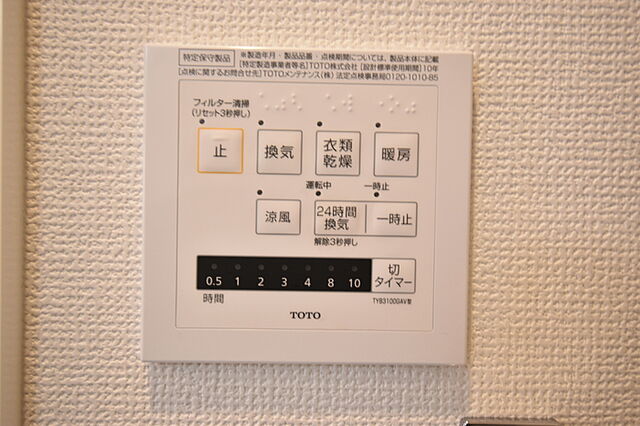 特定保守製品 ※製造年月・製品品番・点検期間については、製品本体に記載
[特定製造事業者等名]TOTO株式会社 [設計標準使用期間]10年
[点検に関するお問合せ先]TOTOメンテナンス(株) 法定点検事務局0120-1010-85
フィルター清掃
(リセット3秒押し)
止 換気 衣類乾燥 暖房
運転中 一時止
涼風 24時間換気 一時止
解除3秒押し
0.5 1 2 3 4 8 10 切タイマー
時間 TYB3100GAV型
TOTO